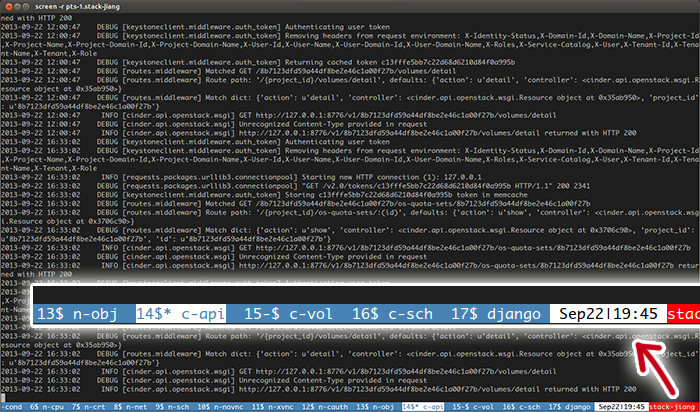 screen -r pts-1.stack-jiang
ned with HTTP 200
2013-09-22 12:00:47 DEBUG [keystoneclient.middleware.auth_token] Authenticating user token
2013-09-22 12:00:47 DEBUG [keystoneclient.middleware.auth_token] Removing headers from request environment: X-Identity-Status,X-Domain-Id,X-Domain-Name,X-Project-Id
,X-Project-Name,X-Project-Domain-Id,X-Project-Domain-Name,X-User-Id,X-User-Name,X-User-Domain-Id,X-User-Domain-Name,X-Roles,X-Service-Catalog,X-User,X-Tenant-Id,X-Tena
nt-Name,X-Tenant,X-Role
2013-09-22 12:00:47 DEBUG [keystoneclient.middleware.auth_token] Returning cached token c13fffe5bb7c22d68d6210d84f0a995b
2013-09-22 12:00:47 DEBUG [routes.middleware] Matched GET /8b7123dfd59a44df8be2e46c1a00f27b/volumes/detail
2013-09-22 12:00:47 DEBUG [routes.middleware] Route path: '/{project_id}/volumes/detail', defaults: {'action': u'detail', 'controller': <cinder.api.openstack.wsgi.R
esource object at 0x35ab950>}
2013-09-22 12:00:47 DEBUG [routes.middleware] Match dict: {'action': u'detail', 'controller': <cinder.api.openstack.wsgi.Resource object at 0x35ab950>, 'project_id'
: u'8b7123dfd59a44df8be2e46c1a00f27b'}
2013-09-22 12:00:47 INFO [cinder.api.openstack.wsgi] GET http://127.0.0.1:8776/v1/8b7123dfd59a44df8be2e46c1a00f27b/volumes/detail
2013-09-22 12:00:47 DEBUG [cinder.api.openstack.wsgi] Unrecognized Content-Type provided in request
2013-09-22 12:00:47 INFO [cinder.api.openstack.wsgi] http://127.0.0.1:8776/v1/8b7123dfd59a44df8be2e46c1a00f27b/volumes/detail returned with HTTP 200
2013-09-22 16:33:02 DEBUG [keystoneclient.middleware.auth_token] Authenticating user token
2013-09-22 16:33:02 DEBUG [keystoneclient.middleware.auth_token] Removing headers from request environment: X-Identity-Status,X-Domain-Id,X-Domain-Name,X-Project-Id
,X-Project-Name,X-Project-Domain-Id,X-Project-Domain-Name,X-User-Id,X-User-Name,X-User-Domain-Id,X-User-Domain-Name,X-Roles,X-Service-Catalog,X-User,X-Tenant-Id,X-Tena
nt-Name,X-Tenant,X-Role
2013-09-22 16:33:02 INFO [requests.packages.urllib3.connectionpool] Starting new HTTP connection (1): 127.0.0.1
2013-09-22 16:33:02 DEBUG [requests.packages.urllib3.connectionpool] "GET /v2.0/tokens/c13fffe5bb7c22d68d6210d84f0a995b HTTP/1.1" 200 2341
2013-09-22 16:33:02 DEBUG [keystoneclient.middleware.auth_token] Storing c13fffe5bb7c22d68d6210d84f0a995b token in memcache
2013-09-22 16:33:02 DEBUG [routes.middleware] Matched GET /8b7123dfd59a44df8be2e46c1a00f27b/os-quota-sets/8b7123dfd59a44df8be2e46c1a00f27b
2013-09-22 16:33:02 DEBUG [routes.middleware] Route path: '/{project_id}/os-quota-sets/:(id)', defaults: {'action': u'show', 'controller': <cinder.api.openstack.wsg
i.Resource object at 0x3706c90>}
2013-09-22 16:33:02 DEBUG [routes.middleware] Match dict: {'action': u'show', 'controller': <cinder.api.openstack.wsgi.Resource object at 0x3706c90>, 'project_id':
u'8b7123dfd59a44df8be2e46c1a00f27b', 'id': u'8b7123dfd59a44df8be2e46c1a00f27b'}
2013-09-22 16:33:02 INFO [cinder.api.openstack.wsgi] GET http://127.0.0.1:8776/v1/8b7123dfd59a44df8be2e46c1a00f27b/os-quota-sets/8b7123dfd59a44df8be2e46c1a00f27b
2013-09-22 16:33:02 DEBUG [cinder.api.openstack.wsgi] Unrecognized Content-Type provided in request
2013-09-22 16:33:02 INFO [cinder.api.openstack.wsgi] http://127.0.0.1:8776/v1/8b7123dfd59a44df8be2e46c1a00f27b/os-quota-sets/8b7123dfd59a44df8be2e46c1a00f27b retur
ned with HTTP 200
13$ n-obj 14$* c-api 15-$ c-vol 16$ c-sch 17$ django Sep22|19:45 stac
2013-09-22 16:33:02 DEBUG [routes.middleware] Route path: '/{project_id}/volumes/detail', defaults: {'action': u'detail', 'controller': <cinder.api.openstack.wsgi.R
esource object at 0x35ab950>}
2013-09-22 16:33:02 DEBUG [routes.middleware] Match dict: {'action': u'detail', 'controller': <cinder.api.openstack.wsgi.Resource object at 0x35ab950>, 'project_id'
: u'8b7123dfd59a44df8be2e46c1a00f27b'}
2013-09-22 16:33:02 INFO [cinder.api.openstack.wsgi] GET http://127.0.0.1:8776/v1/8b7123dfd59a44df8be2e46c1a00f27b/volumes/detail
2013-09-22 16:33:02 DEBUG [cinder.api.openstack.wsgi] Unrecognized Content-Type provided in request
2013-09-22 16:33:02 INFO [cinder.api.openstack.wsgi] http://127.0.0.1:8776/v1/8b7123dfd59a44df8be2e46c1a00f27b/volumes/detail returned with HTTP 200
-cond 6$ n-cpu 7$ n-crt 8$ n-net 9$ n-sch 10$ n-novnc 11$ n-xvnc 12$ n-cauth 13$ n-obj 14$* c-api 15-$ c-vol 16$ c-sch 17$ django Sep22|19:45